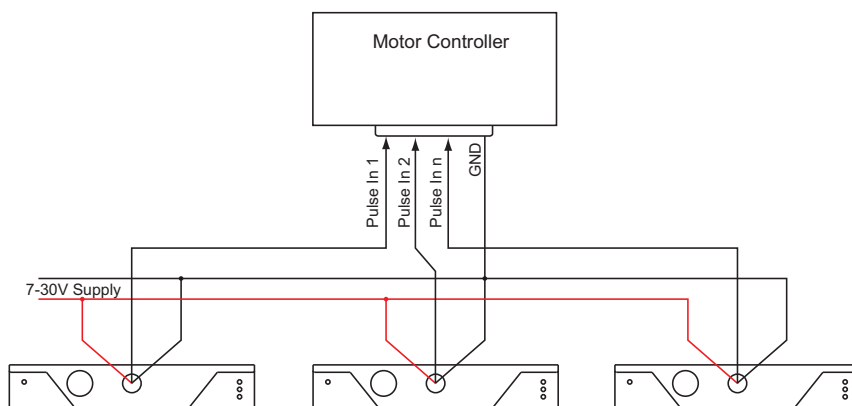 Motor Controller
Pulse In 1
Pulse In 2
Pulse In n
GND
7-30V Supply